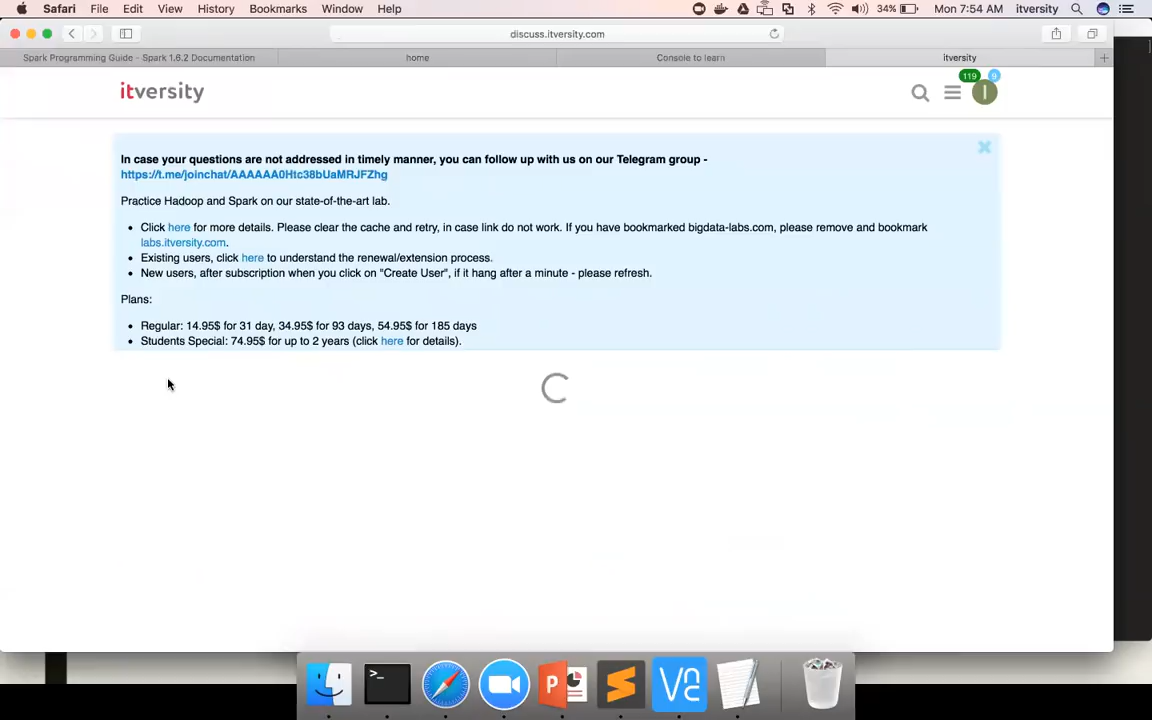 Safari File Edit View History Bookmarks Window Help 34% Mon 7:54 AM itversity
discuss.itversity.com
Spark Programming Guide - Spark 1.6.2 Documentation home Console to learn itversity
itversity 119 9 I
In case your questions are not addressed in timely manner, you can follow up with us on our Telegram group -
https://t.me/joinchat/AAAAAA0Htc38bUaMRJFZhg
Practice Hadoop and Spark on our state-of-the-art lab.
• Click here for more details. Please clear the cache and retry, in case link do not work. If you have bookmarked bigdata-labs.com, please remove and bookmark
labs.itversity.com.
• Existing users, click here to understand the renewal/extension process.
• New users, after subscription when you click on "Create User", if it hang after a minute - please refresh.
Plans:
• Regular: 14.95$ for 31 day, 34.95$ for 93 days, 54.95$ for 185 days
• Students Special: 74.95$ for up to 2 years (click here for details).
>_ P S VNC